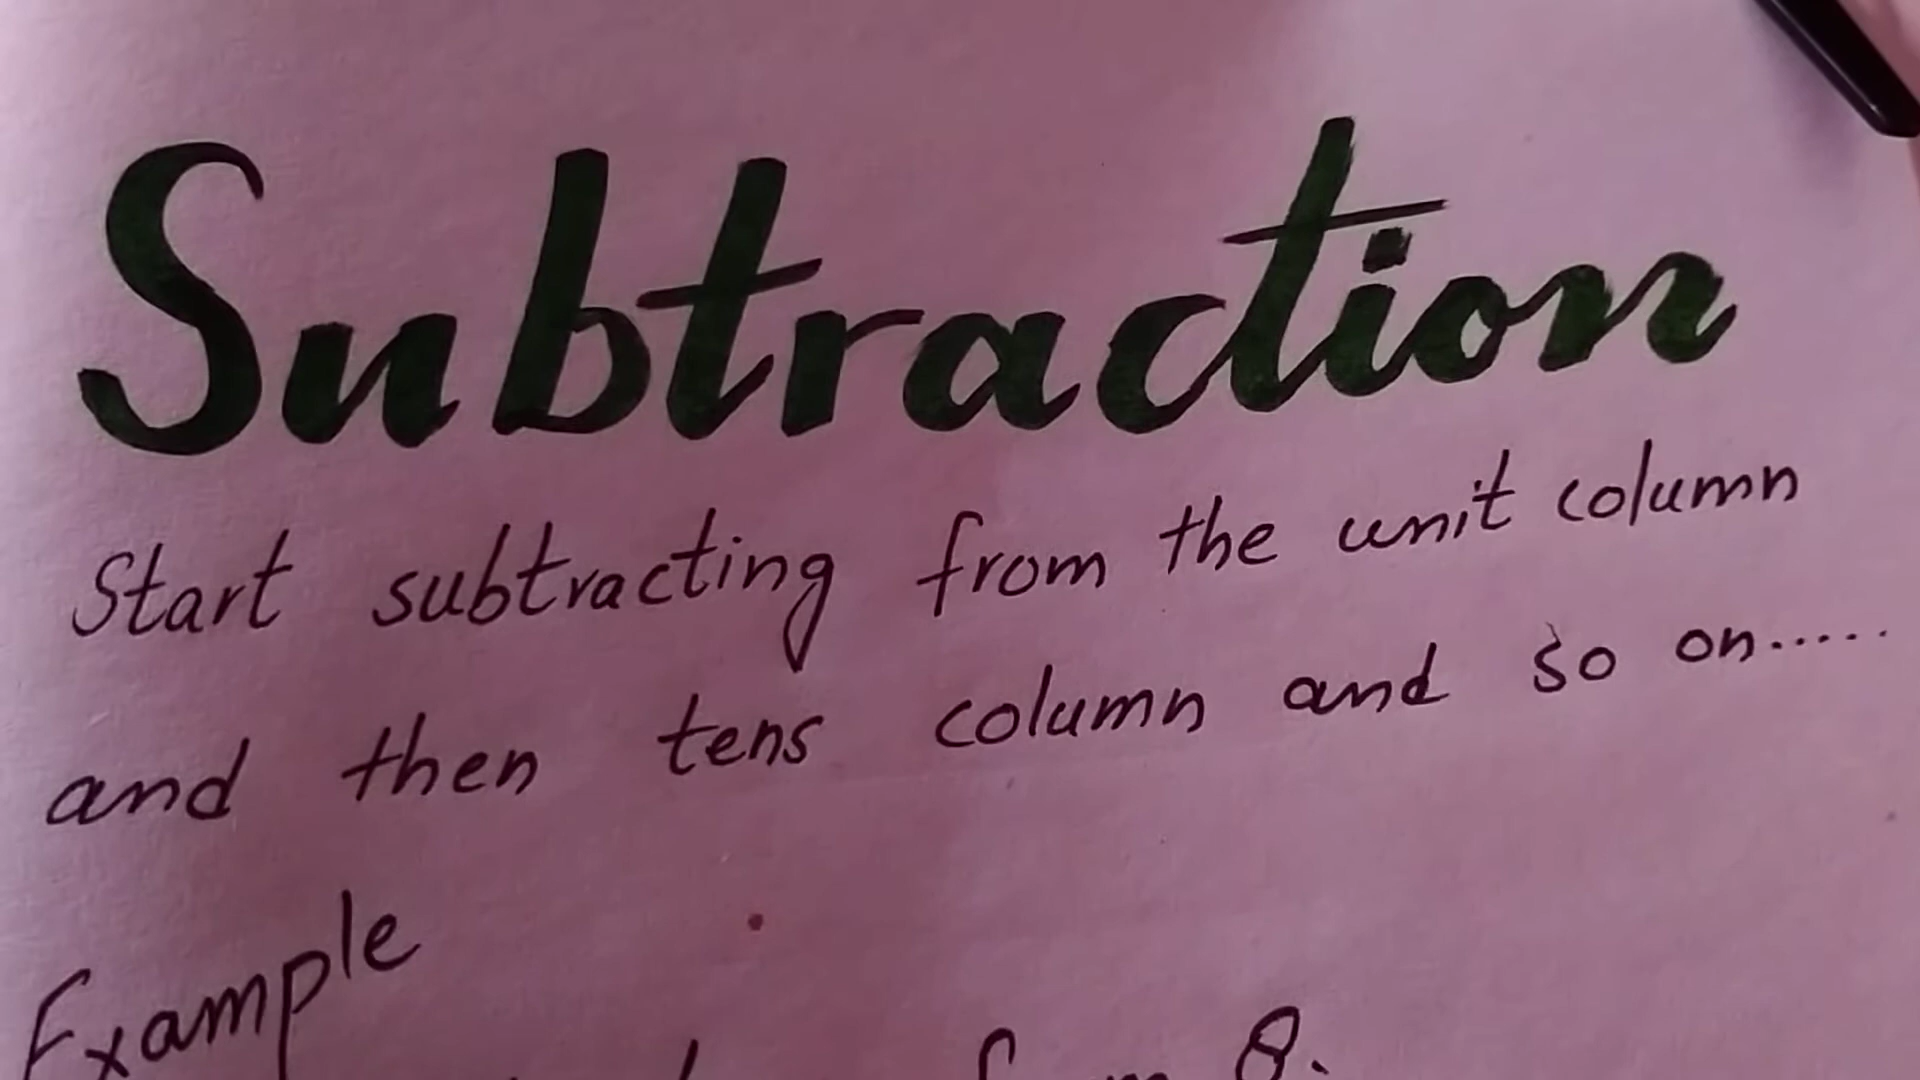 Subtraction
Start subtracting from the unit column
and then tens column and so on.....
Example